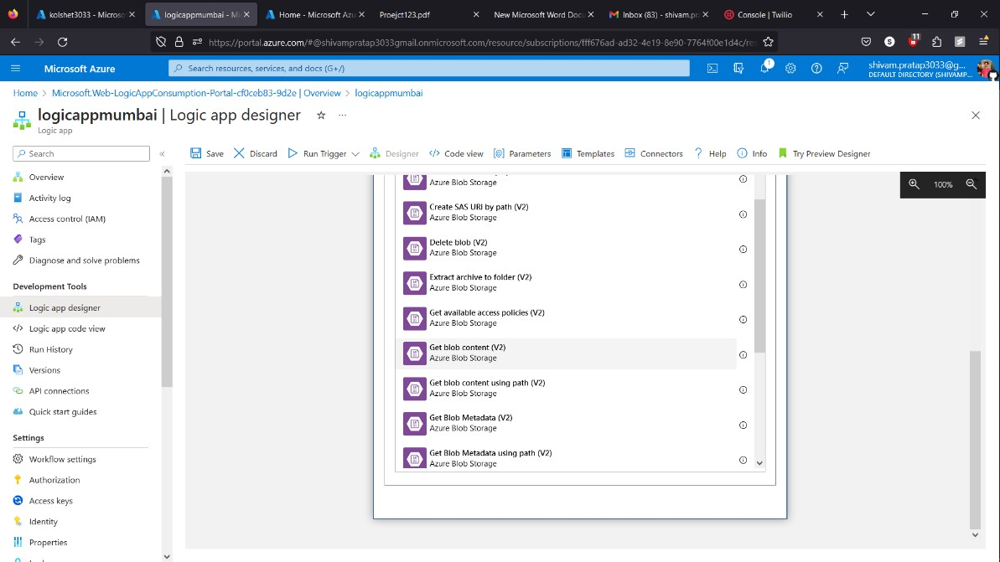 kolshet3033 - Microso
logicappmumbai - Mi
Home - Microsoft Azu
Proejct123.pdf
New Microsoft Word Doc
Inbox (83) - shivam.pr
Console | Twilio
https://portal.azure.com/#@shivampratap3033gmail.onmicrosoft.com/resource/subscriptions/fff676ad-ad32-4e19-8e90-7764f00e1d4c/res
11
Microsoft Azure
Search resources, services, and docs (G+/)
1
shivam.pratap3033@g...
DEFAULT DIRECTORY (SHIVAMP...
Home > Microsoft.Web-LogicAppConsumption-Portal-cf0ceb83-9d2e | Overview > logicappmumbai
logicappmumbai | Logic app designer
Logic app
Search
Save Discard Run Trigger Designer Code view Parameters Templates Connectors Help Info Try Preview Designer
Overview
Activity log
Access control (IAM)
Tags
Diagnose and solve problems
Development Tools
Logic app designer
Logic app code view
Run History
Versions
API connections
Quick start guides
Settings
Workflow settings
Authorization
Access keys
Identity
Properties
Azure Blob Storage
Create SAS URI by path (V2)
Azure Blob Storage
Delete blob (V2)
Azure Blob Storage
Extract archive to folder (V2)
Azure Blob Storage
Get available access policies (V2)
Azure Blob Storage
Get blob content (V2)
Azure Blob Storage
Get blob content using path (V2)
Azure Blob Storage
Get Blob Metadata (V2)
Azure Blob Storage
Get Blob Metadata using path (V2)
Azure Blob Storage
100%